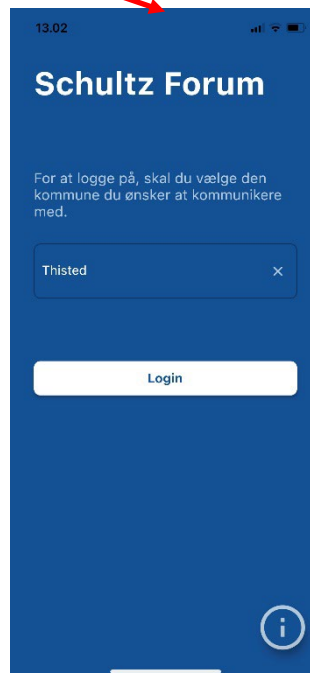 13.02
Schultz Forum
For at logge på, skal du vælge den
kommune du ønsker at kommunikere
med.
Thisted ×
Login
i